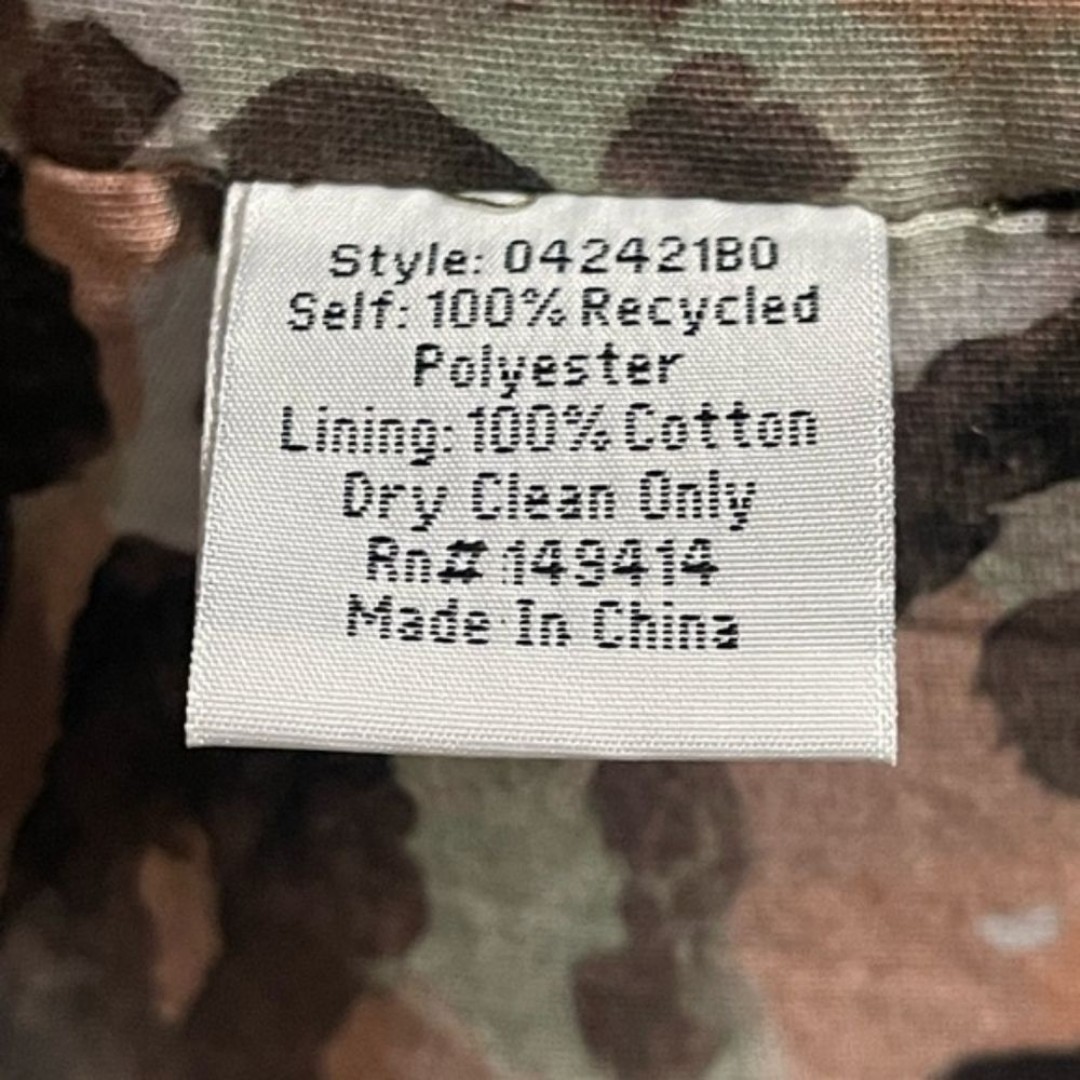 Style: 042421B0
Self: 100% Recycled
Polyester
Lining: 100% Cotton
Dry Clean Only
Rn# :149414
Made In China